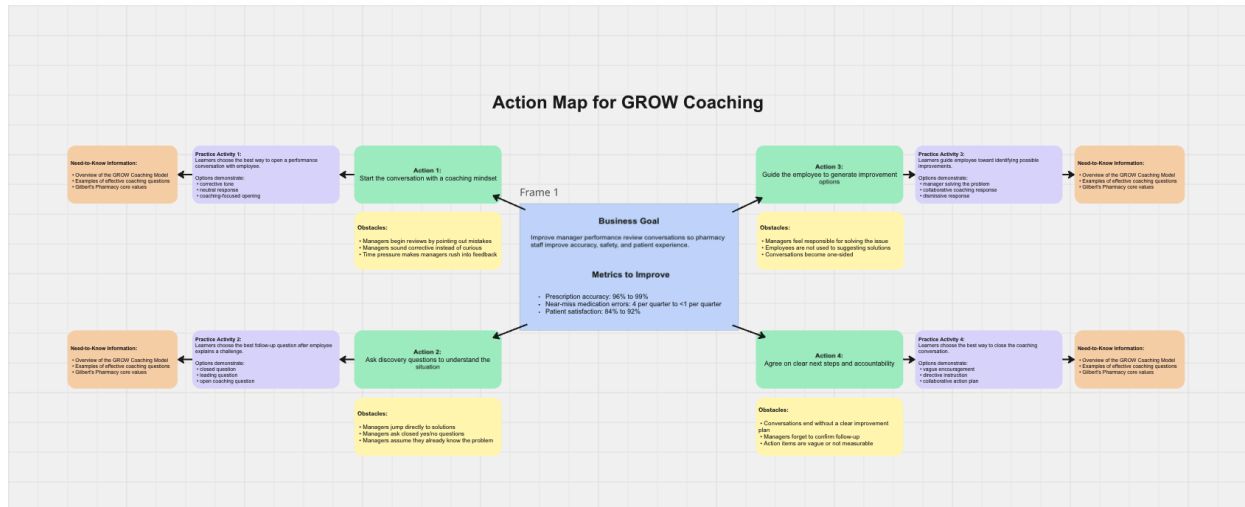 Action Map for GROW Coaching
Need-to-Know Information:
• Overview of the GROW Coaching Model
• Examples of effective coaching questions
• Gilbert's Pharmacy core values
Practice Activity 1:
Learners choose the best way to open a performance
conversation with employee.
Options demonstrate:
• corrective tone
• neutral response
• coaching-focused opening
Action 1:
Start the conversation with a coaching mindset
Obstacles:
• Managers begin reviews by pointing out mistakes
• Managers sound corrective instead of curious
• Time pressure makes managers rush into feedback
Frame 1
Business Goal
Improve manager performance review conversations so pharmacy
staff improve accuracy, safety, and patient experience.
Metrics to Improve
• Prescription accuracy: 96% to 99%
• Near-miss medication errors: 4 per quarter to <1 per quarter
• Patient satisfaction: 84% to 92%
Action 3:
Guide the employee to generate improvement
options
Practice Activity 3:
Learners guide employee toward identifying possible
improvements.
Options demonstrate:
• manager solving the problem
• collaborative coaching response
• dismissive response
Need-to-Know Information:
• Overview of the GROW Coaching Model
• Examples of effective coaching questions
• Gilbert's Pharmacy core values
Obstacles:
• Managers feel responsible for solving the issue
• Employees are not used to suggesting solutions
• Conversations become one-sided
Need-to-Know Information:
• Overview of the GROW Coaching Model
• Examples of effective coaching questions
• Gilbert's Pharmacy core values
Practice Activity 2:
Learners choose the best follow-up question after employee
explains a challenge.
Options demonstrate:
• closed question
• leading question
• open coaching question
Action 2:
Ask discovery questions to understand the
situation
Obstacles:
• Managers jump directly to solutions
• Managers ask closed yes/no questions
• Managers assume they already know the problem
Action 4:
Agree on clear next steps and accountability
Practice Activity 4:
Learners choose the best way to close the coaching
conversation.
Options demonstrate:
• vague encouragement
• directive instruction
• collaborative action plan
Need-to-Know Information:
• Overview of the GROW Coaching Model
• Examples of effective coaching questions
• Gilbert's Pharmacy core values
Obstacles:
• Conversations end without a clear improvement
plan
• Managers forget to confirm follow-up
• Action items are vague or not measurable